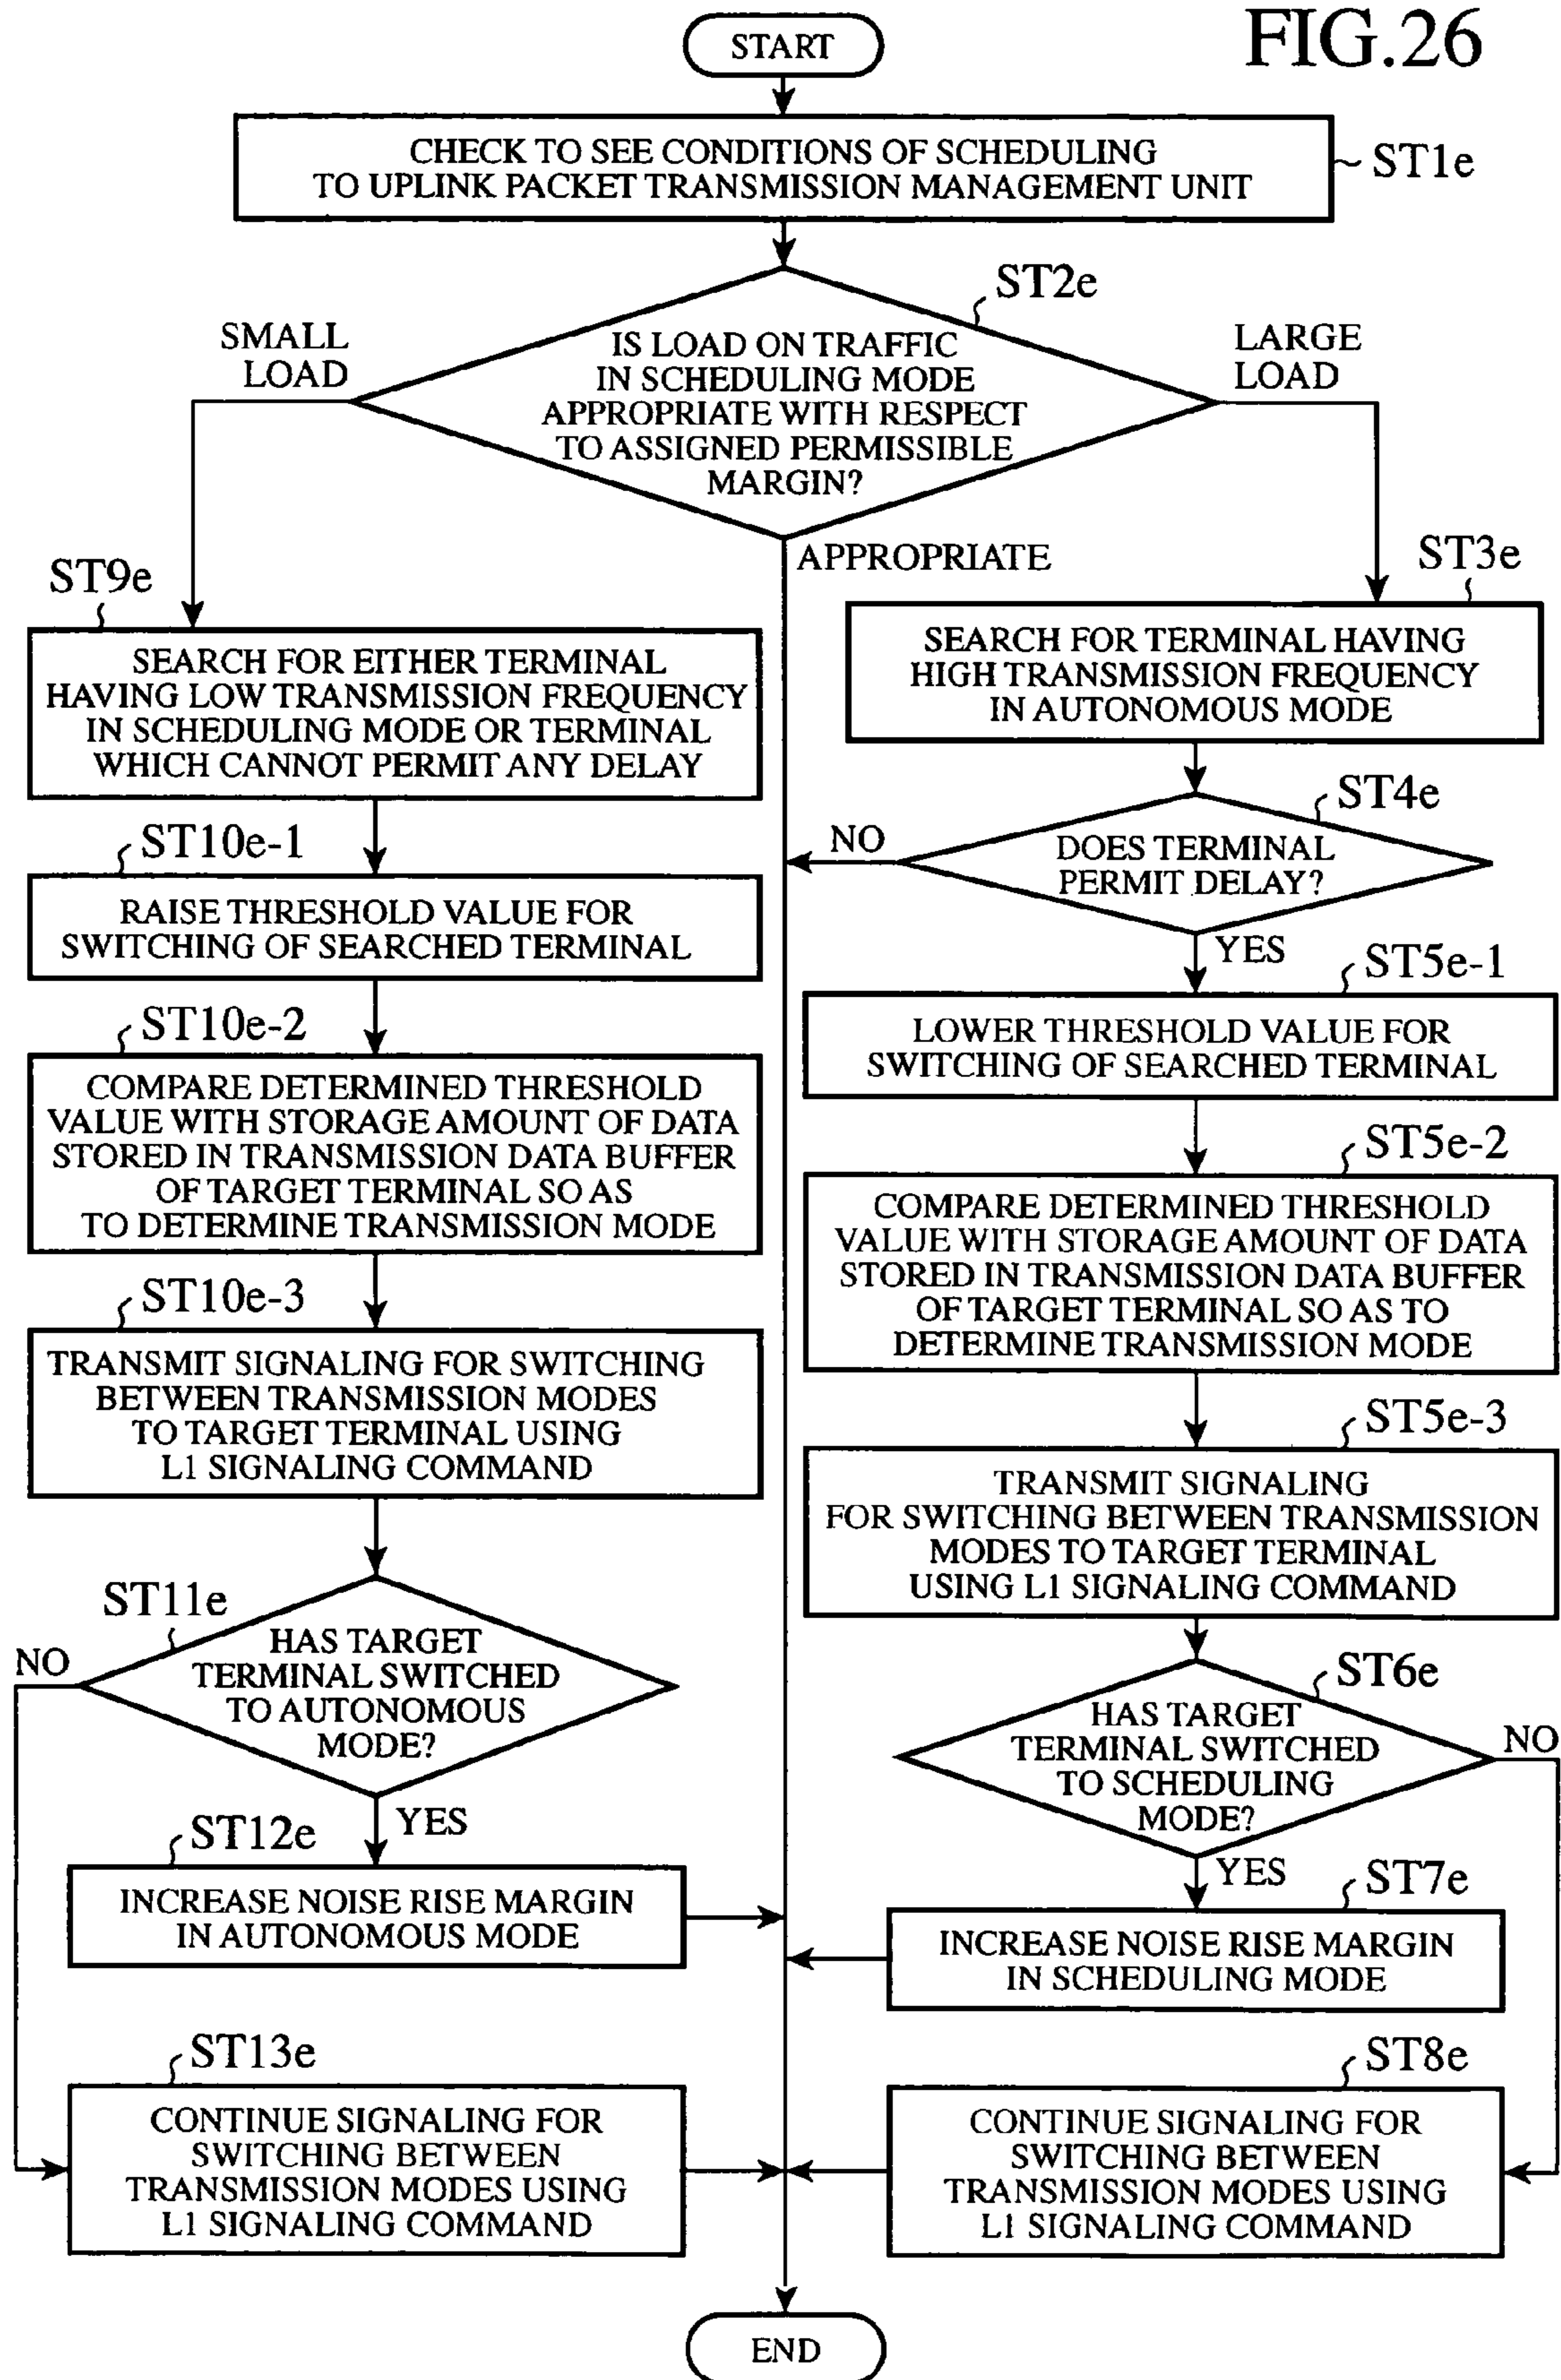 FIG.26
START
CHECK TO SEE CONDITIONS OF SCHEDULING
TO UPLINK PACKET TRANSMISSION MANAGEMENT UNIT
ST1e
ST2e
IS LOAD ON TRAFFIC
IN SCHEDULING MODE
APPROPRIATE WITH RESPECT
TO ASSIGNED PERMISSIBLE
MARGIN?
SMALL
LOAD
LARGE
LOAD
APPROPRIATE
ST9e
SEARCH FOR EITHER TERMINAL
HAVING LOW TRANSMISSION FREQUENCY
IN SCHEDULING MODE OR TERMINAL
WHICH CANNOT PERMIT ANY DELAY
ST10e-1
RAISE THRESHOLD VALUE FOR
SWITCHING OF SEARCHED TERMINAL
ST10e-2
COMPARE DETERMINED THRESHOLD
VALUE WITH STORAGE AMOUNT OF DATA
STORED IN TRANSMISSION DATA BUFFER
OF TARGET TERMINAL SO AS
TO DETERMINE TRANSMISSION MODE
ST10e-3
TRANSMIT SIGNALING FOR SWITCHING
BETWEEN TRANSMISSION MODES
TO TARGET TERMINAL USING
L1 SIGNALING COMMAND
ST11e
HAS TARGET
TERMINAL SWITCHED
TO AUTONOMOUS
MODE?
NO
YES
ST12e
INCREASE NOISE RISE MARGIN
IN AUTONOMOUS MODE
ST13e
CONTINUE SIGNALING FOR
SWITCHING BETWEEN
TRANSMISSION MODES USING
L1 SIGNALING COMMAND
ST3e
SEARCH FOR TERMINAL HAVING
HIGH TRANSMISSION FREQUENCY
IN AUTONOMOUS MODE
ST4e
DOES TERMINAL
PERMIT DELAY?
NO
YES
ST5e-1
LOWER THRESHOLD VALUE FOR
SWITCHING OF SEARCHED TERMINAL
ST5e-2
COMPARE DETERMINED THRESHOLD
VALUE WITH STORAGE AMOUNT OF DATA
STORED IN TRANSMISSION DATA BUFFER
OF TARGET TERMINAL SO AS TO
DETERMINE TRANSMISSION MODE
ST5e-3
TRANSMIT SIGNALING
FOR SWITCHING BETWEEN TRANSMISSION
MODES TO TARGET TERMINAL
USING L1 SIGNALING COMMAND
ST6e
HAS TARGET
TERMINAL SWITCHED
TO SCHEDULING
MODE?
NO
YES
ST7e
INCREASE NOISE RISE MARGIN
IN SCHEDULING MODE
ST8e
CONTINUE SIGNALING FOR
SWITCHING BETWEEN
TRANSMISSION MODES USING
L1 SIGNALING COMMAND
END